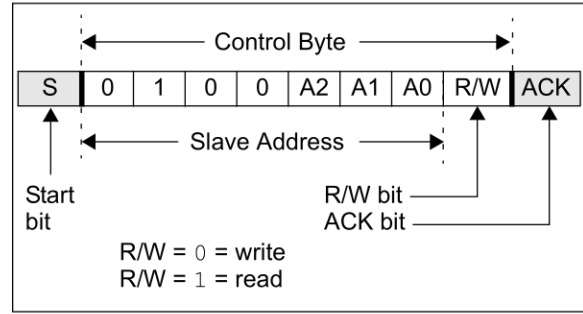 Control Byte
S 0 1 0 0 A2 A1 A0 R/W ACK
Slave Address
Start
bit
R/W bit
ACK bit
R/W = 0 = write
R/W = 1 = read